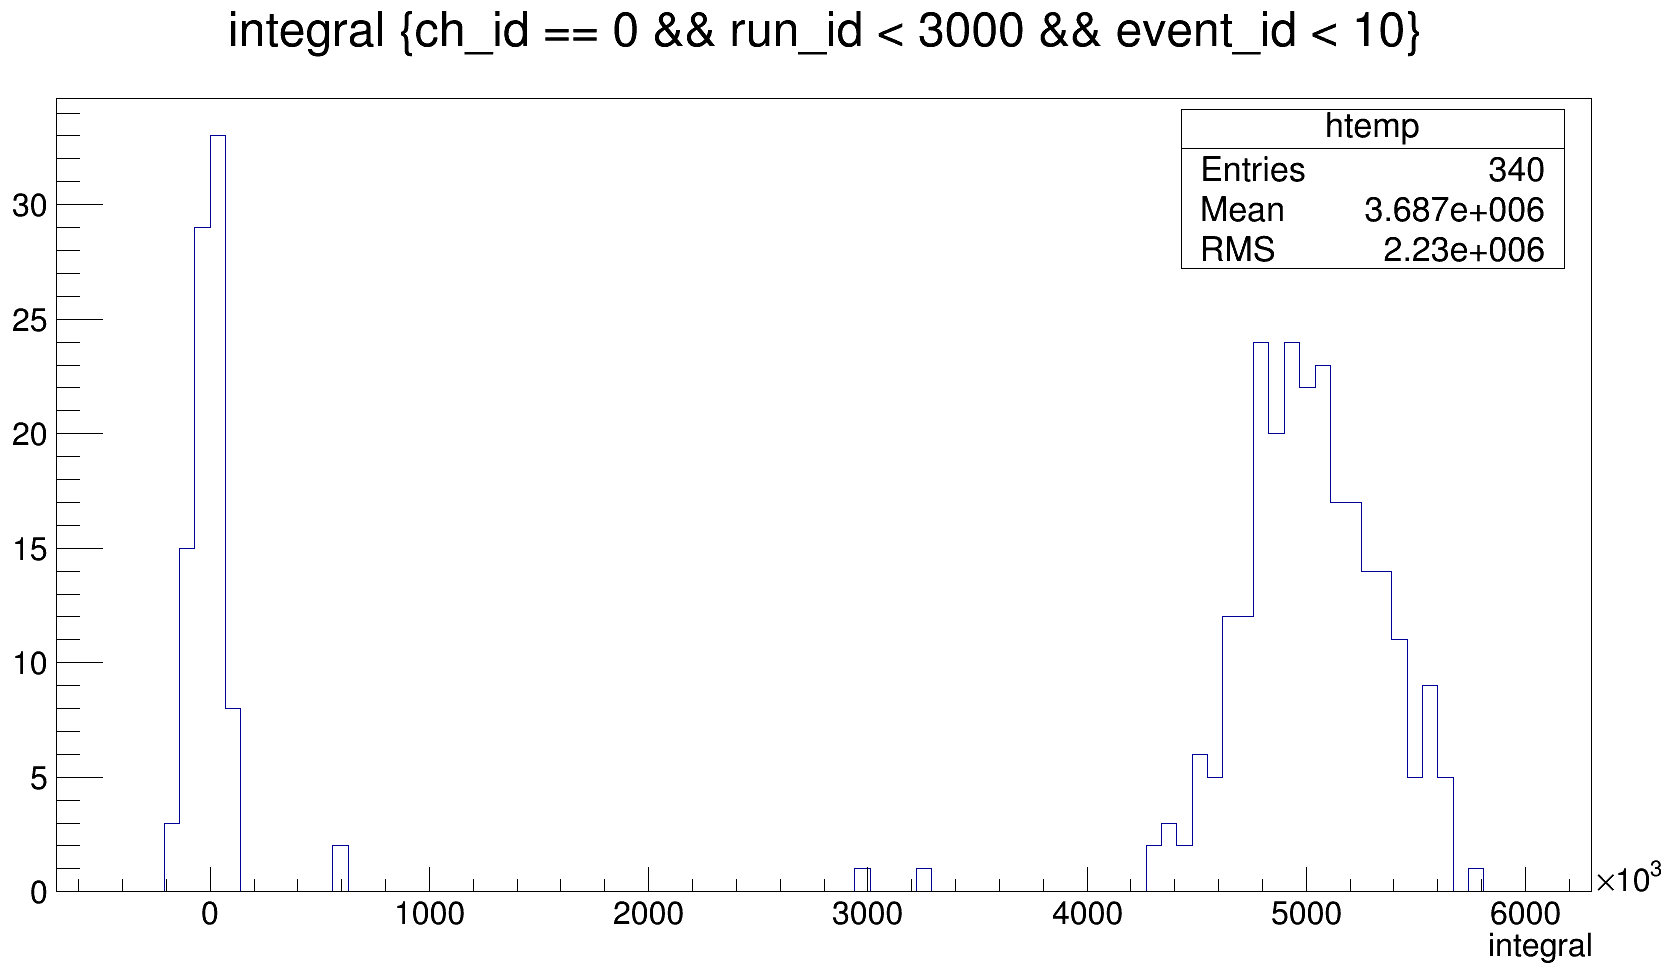 integral {ch_id == 0 && run_id < 3000 && event_id < 10}
htemp
Entries 340
Mean 3.687e+006
RMS 2.23e+006
30
25
20
15
10
5
0
0 1000 2000 3000 4000 5000 6000 ×10³
integral